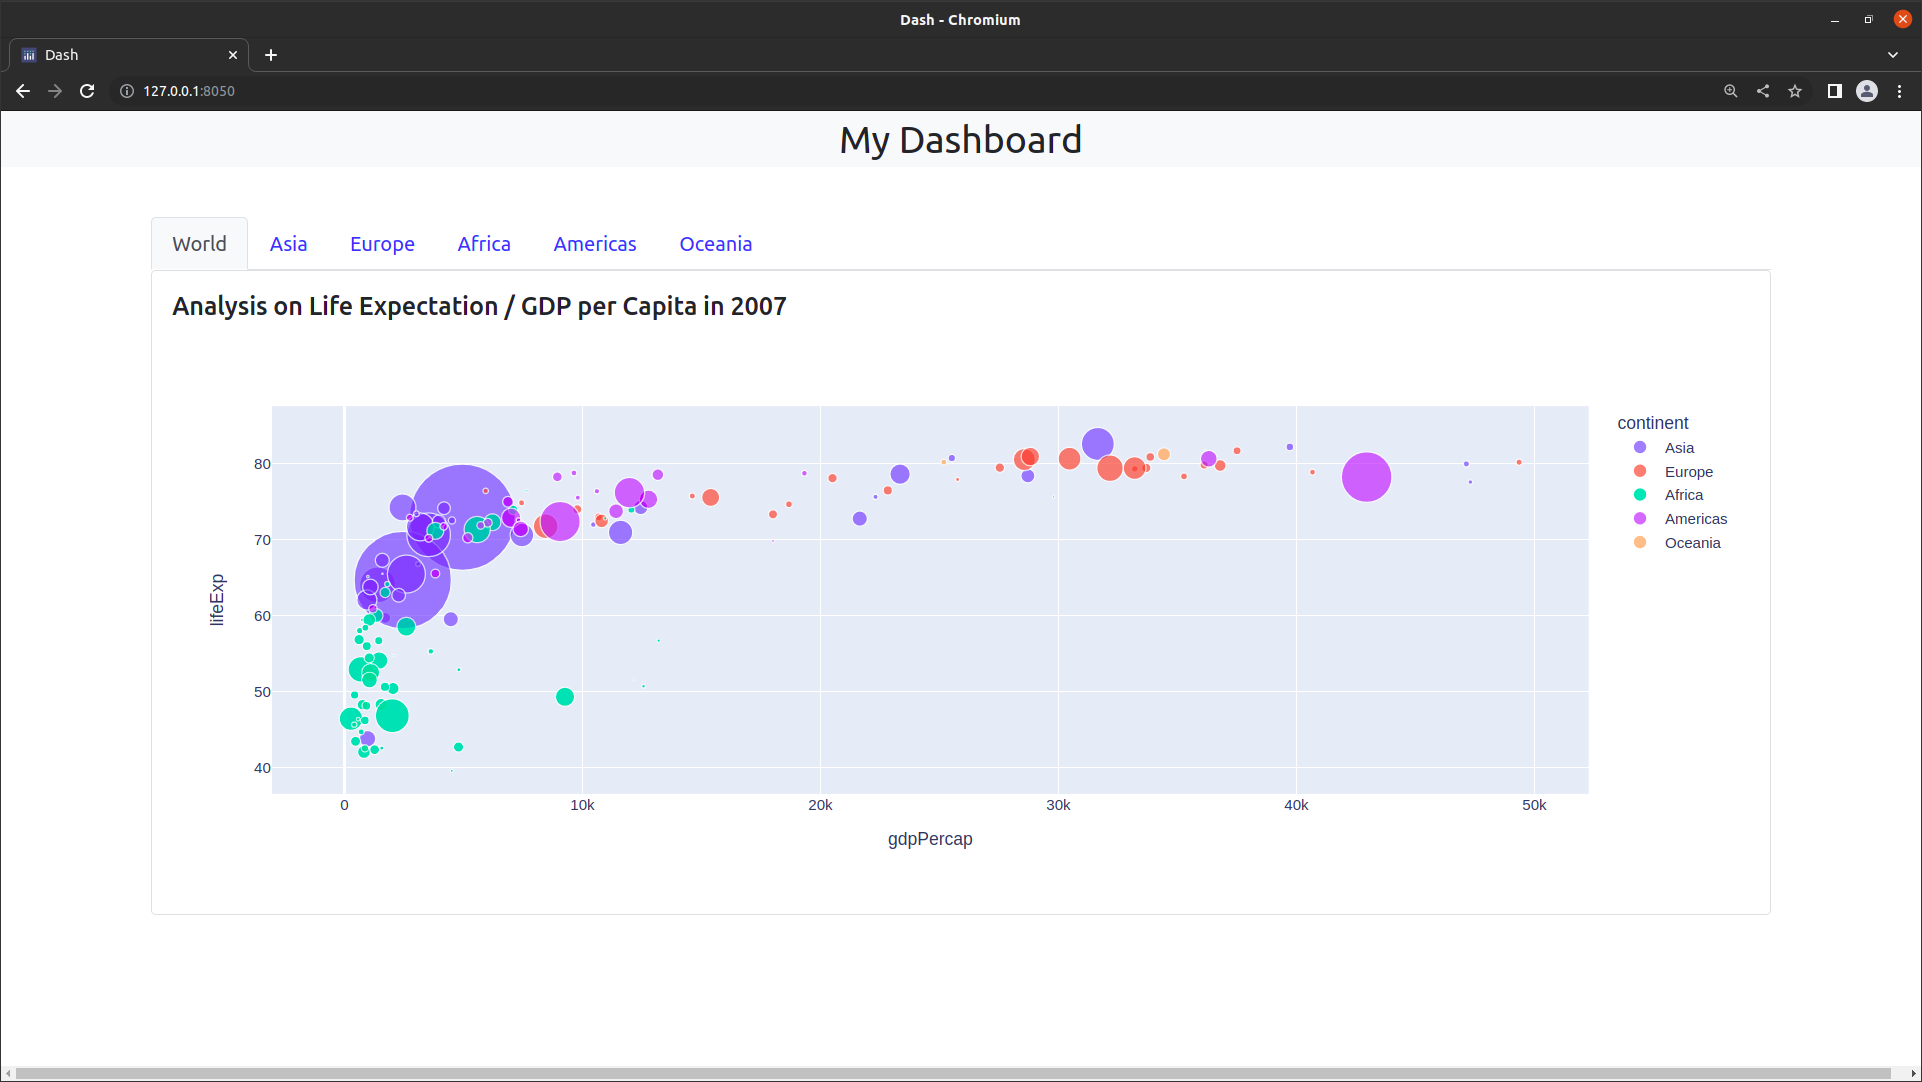 Dash - Chromium
Dash
127.0.0.1:8050
My Dashboard
World Asia Europe Africa Americas Oceania
Analysis on Life Expectation / GDP per Capita in 2007
continent
Asia
Europe
Africa
Americas
Oceania
lifeExp
80
70
60
50
40
0 10k 20k 30k 40k 50k
gdpPercap